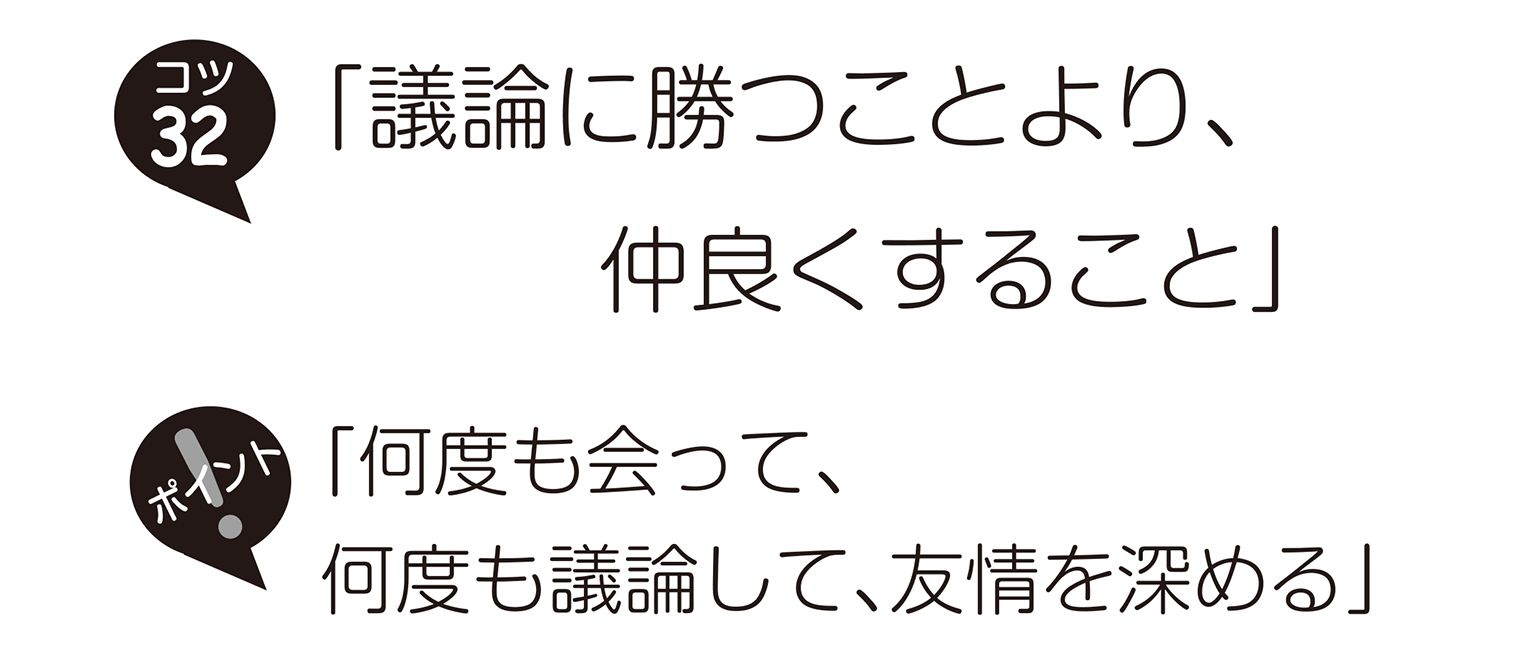 コツ
32
「議論に勝つことより、
仲良くすること」
ポイント
「何度も会って、
何度も議論して、友情を深める」